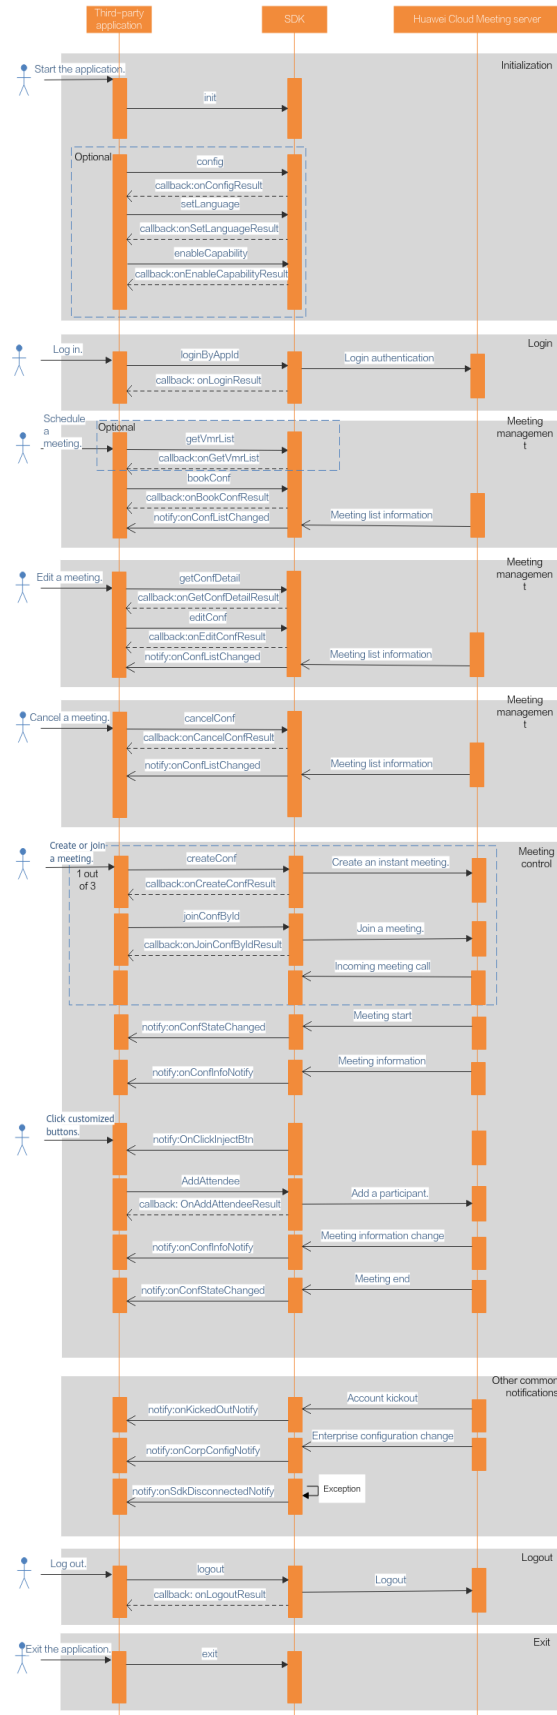 Third-party
application
SDK
Huawei Cloud Meeting server
Initialization
Start the application.
init
Optional
config
callback:onConfigResult
setLanguage
callback:onSetLanguageResult
enableCapability
callback:onEnableCapabilityResult
Login
Log in.
loginByAppId
Login authentication
callback: onLoginResult
Meeting
managemen
t
Schedule
a
meeting.
Optional
getVmrList
callback:onGetVmrList
bookConf
callback:onBookConfResult
notify:onConfListChanged
Meeting list information
Meeting
managemen
t
Edit a meeting.
getConfDetail
callback:onGetConfDetailResult
editConf
callback:onEditConfResult
notify:onConfListChanged
Meeting list information
Meeting
managemen
t
Cancel a meeting.
cancelConf
callback:onCancelConfResult
notify:onConfListChanged
Meeting list information
Meeting
control
Create or join
a meeting.
1 out
of 3
createConf
Create an instant meeting.
callback:onCreateConfResult
joinConfById
Join a meeting.
callback:onJoinConfByIdResult
Incoming meeting call
Meeting start
notify:onConfStateChanged
Meeting information
notify:onConfInfoNotify
Click customized
buttons.
notify:OnClickInjectBtn
AddAttendee
Add a participant.
callback: OnAddAttendeeResult
Meeting information change
notify:onConfInfoNotify
Meeting end
notify:onConfStateChanged
Other common
notifications
Account kickout
notify:onKickedOutNotify
Enterprise configuration change
notify:onCorpConfigNotify
notify:onSdkDisconnectedNotify
Exception
Logout
Log out.
logout
Logout
callback: onLogoutResult
Exit
Exit the application.
exit